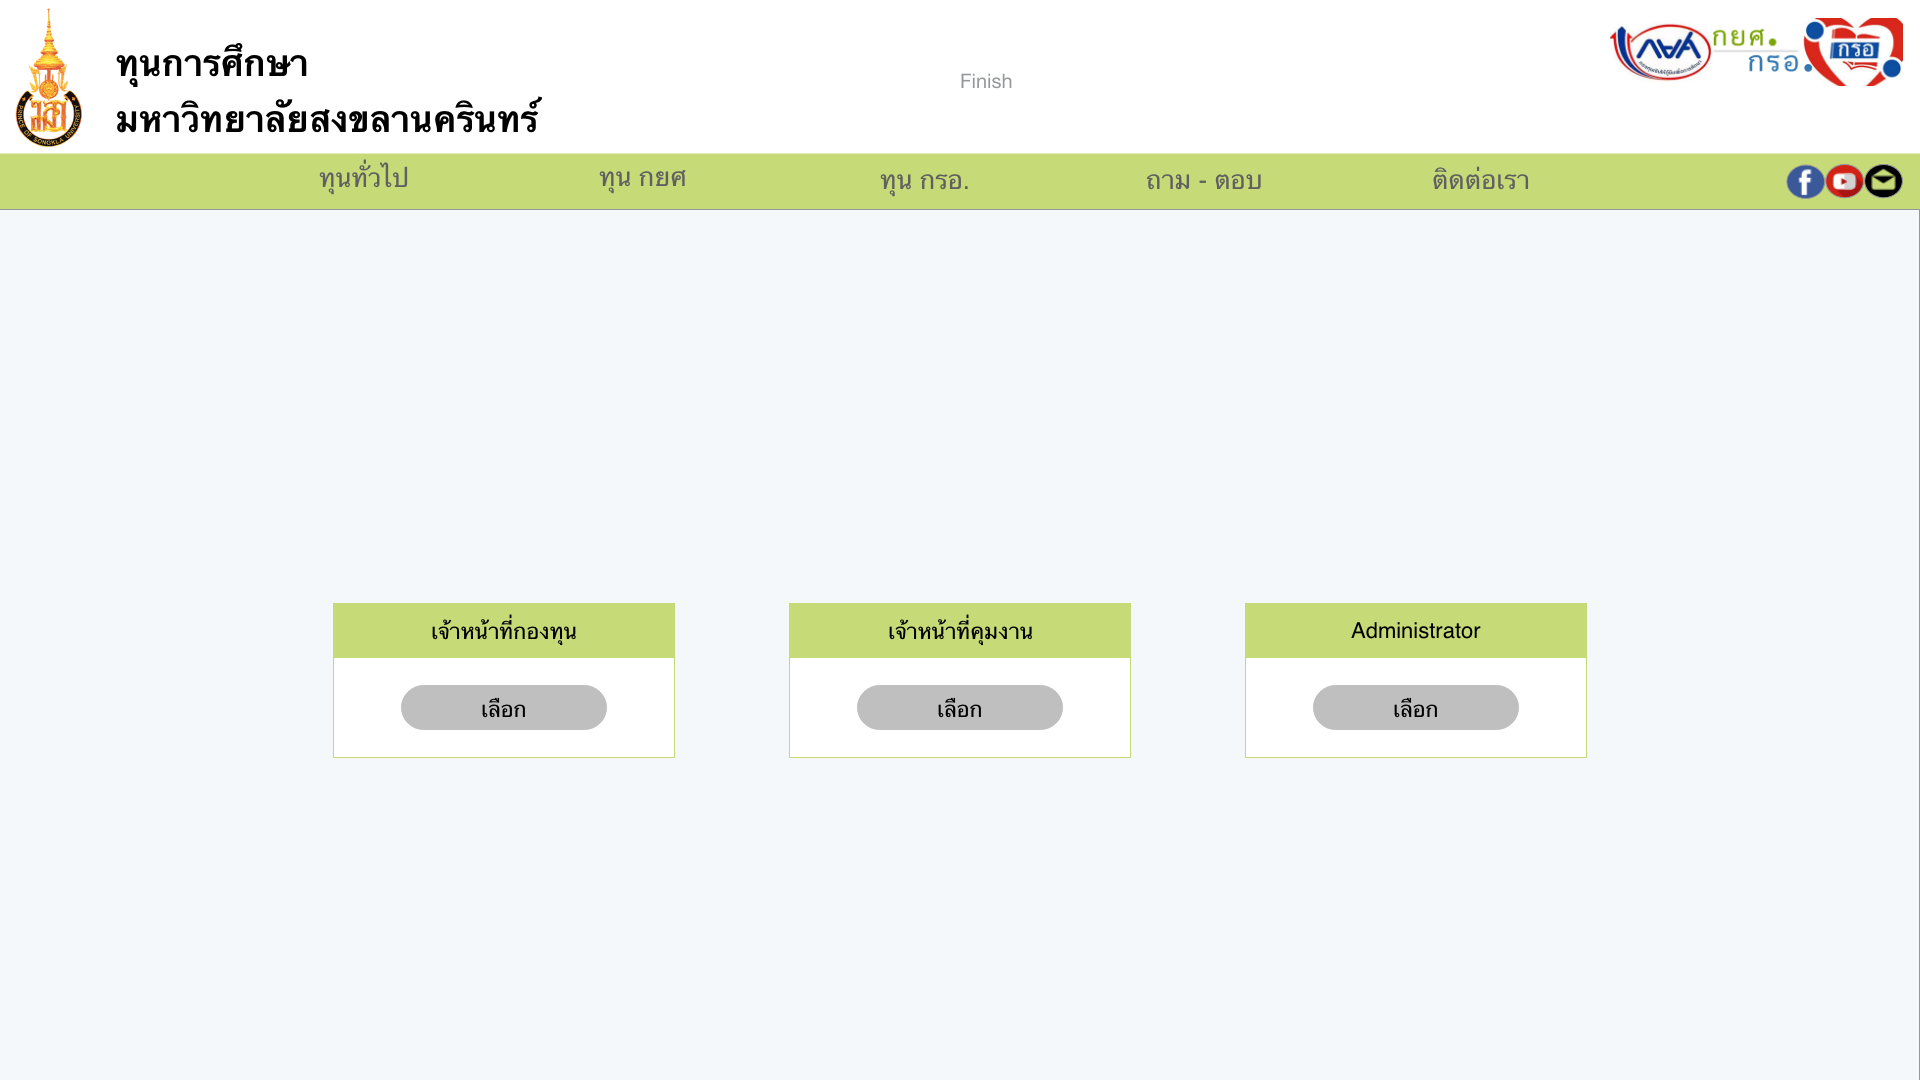 ทุนการศึกษา
มหาวิทยาลัยสงขลานครินทร์
Finish
กยศ.
กรอ.
กรอ
PRINCE OF SONGKLA UNIVERSITY
ทุนทั่วไป
ทุน กยศ
ทุน กรอ.
ถาม - ตอบ
ติดต่อเรา
เจ้าหน้าที่กองทุน
เจ้าหน้าที่คุมงาน
Administrator
เลือก
เลือก
เลือก